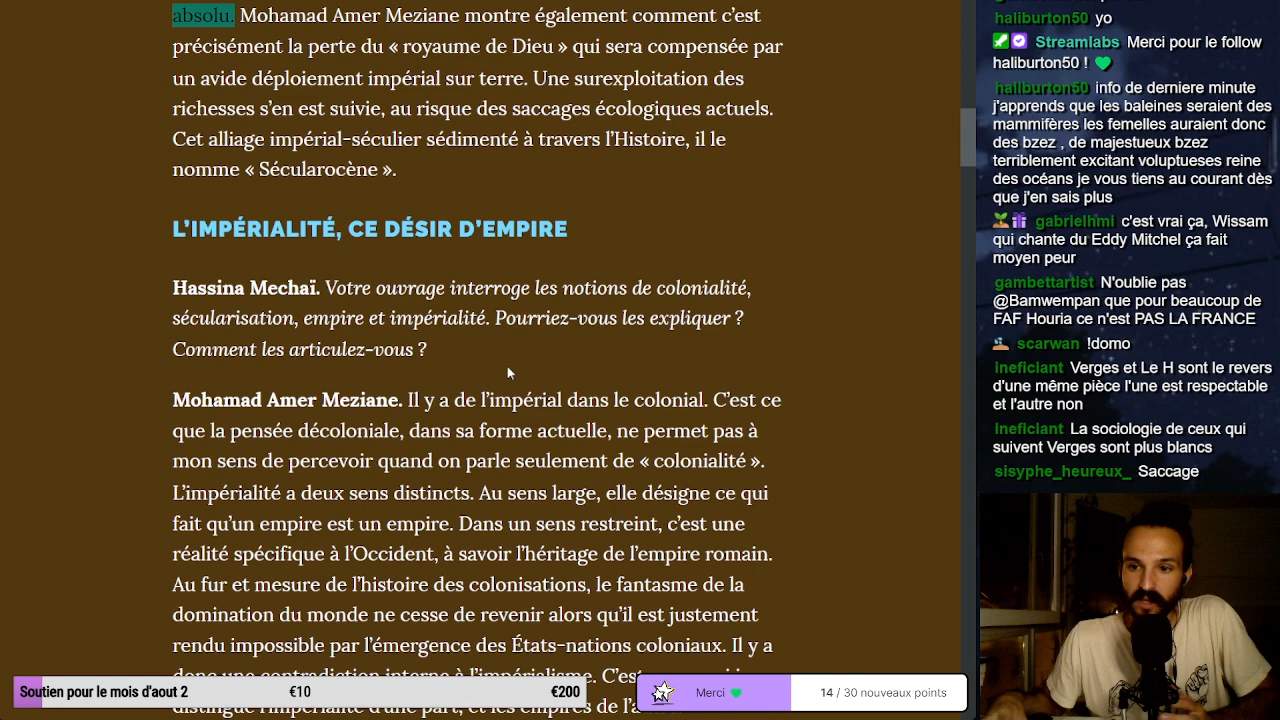 absolu. Mohamad Amer Meziane montre également comment c’est
précisément la perte du « royaume de Dieu » qui sera compensée par
un avide déploiement impérial sur terre. Une surexploitation des
richesses s’en est suivie, au risque des saccages écologiques actuels.
Cet alliage impérial-séculier sédimenté à travers l’Histoire, il le
nomme « Sécularocène ».
L’IMPÉRIALITÉ, CE DÉSIR D’EMPIRE
Hassina Mechaï. Votre ouvrage interroge les notions de colonialité,
sécularisation, empire et impérialité. Pourriez-vous les expliquer ?
Comment les articulez-vous ?
Mohamad Amer Meziane. Il y a de l’impérial dans le colonial. C’est ce
que la pensée décoloniale, dans sa forme actuelle, ne permet pas à
mon sens de percevoir quand on parle seulement de « colonialité ».
L’impérialité a deux sens distincts. Au sens large, elle désigne ce qui
fait qu’un empire est un empire. Dans un sens restreint, c’est une
réalité spécifique à l’Occident, à savoir l’héritage de l’empire romain.
Au fur et mesure de l’histoire des colonisations, le fantasme de la
domination du monde ne cesse de revenir alors qu’il est justement
rendu impossible par l’émergence des États-nations coloniaux. Il y a
donc une contradiction interne à l’impérialisme. C’est
distingue l’impérialité d’une part, et les empires de
Soutien pour le mois d'aout 2 €10 €200
Merci 14 / 30 nouveaux points
haliburton50 yo
Streamlabs Merci pour le follow
haliburton50 !
haliburton50 info de derniere minute
j'apprends que les baleines seraient des
mammifères les femelles auraient donc
des bzez , de majestueux bzez
terriblement excitant voluptueses reine
des océans je vous tiens au courant dès
que j'en sais plus
gabrielhmi c'est vrai ça, Wissam
qui chante du Eddy Mitchel ça fait
moyen peur
gambettartist N'oublie pas
@Bamwempan que pour beaucoup de
FAF Houria ce n'est PAS LA FRANCE
scarwan !domo
ineficiant Verges et Le H sont le revers
d'une même pièce l'une est respectable
et l'autre non
ineficiant La sociologie de ceux qui
suivent Verges sont plus blancs
sisyphe_heureux_ Saccage